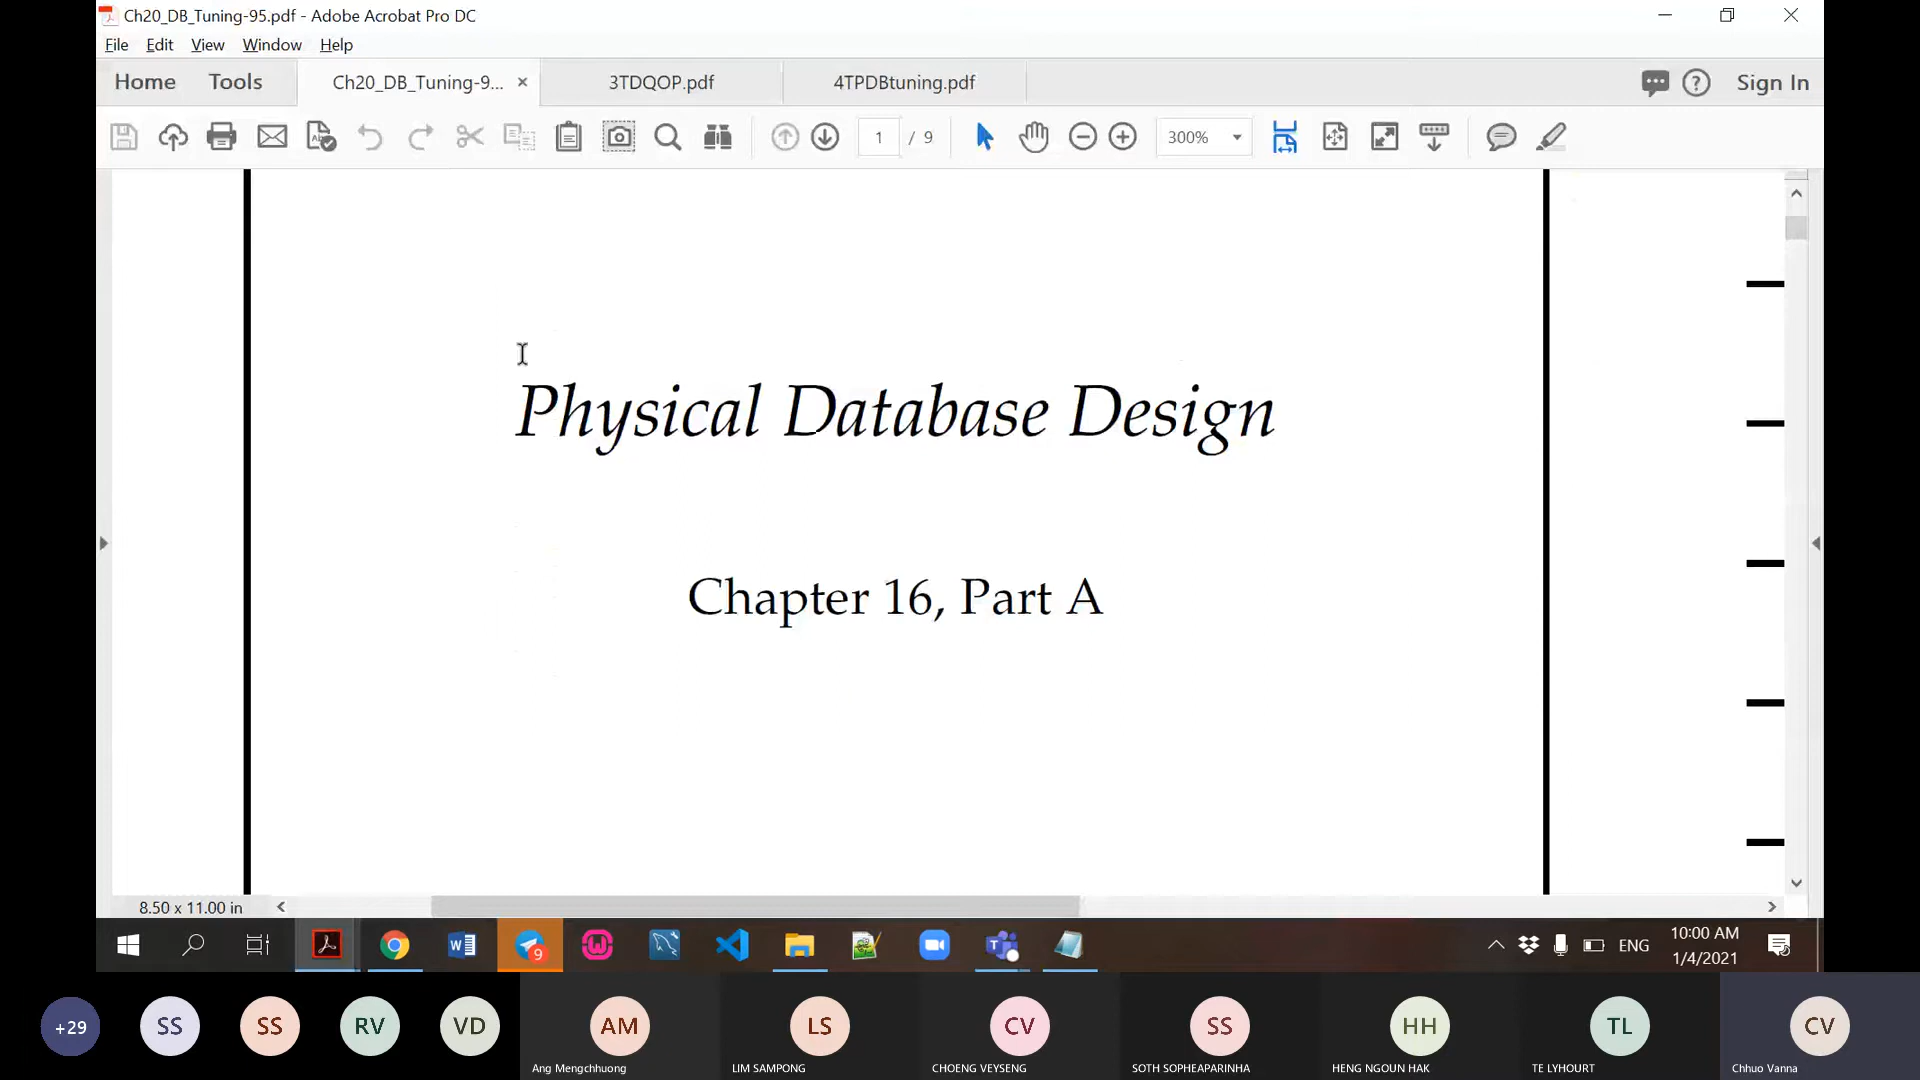 Ch20_DB_Tuning-95.pdf - Adobe Acrobat Pro DC
File Edit View Window Help
Home Tools Ch20_DB_Tuning-9... × 3TDQOP.pdf 4TPDBtuning.pdf Sign In
1 / 9 300%
Physical Database Design
Chapter 16, Part A
8.50 x 11.00 in
9 ENG 10:00 AM
1/4/2021
+29 SS SS RV VD AM LS CV SS HH TL CV
Ang Mengchhuong LIM SAMPONG CHOENG VEYSENG SOTH SOPHEAPARINHA HENG NGOUN HAK TE LYHOURT Chhuo Vanna